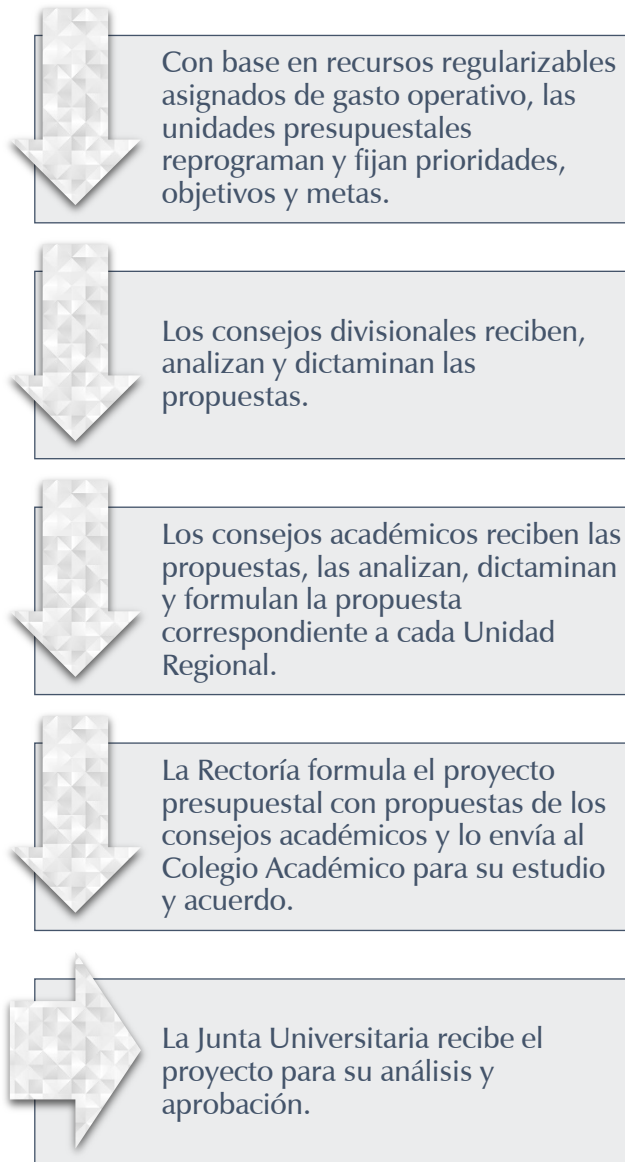 Con base en recursos regularizables
asignados de gasto operativo, las
unidades presupuestales
reprograman y fijan prioridades,
objetivos y metas.
Los consejos divisionales reciben,
analizan y dictaminan las
propuestas.
Los consejos académicos reciben las
propuestas, las analizan, dictaminan
y formulan la propuesta
correspondiente a cada Unidad
Regional.
La Rectoría formula el proyecto
presupuestal con propuestas de los
consejos académicos y lo envía al
Colegio Académico para su estudio
y acuerdo.
La Junta Universitaria recibe el
proyecto para su análisis y
aprobación.